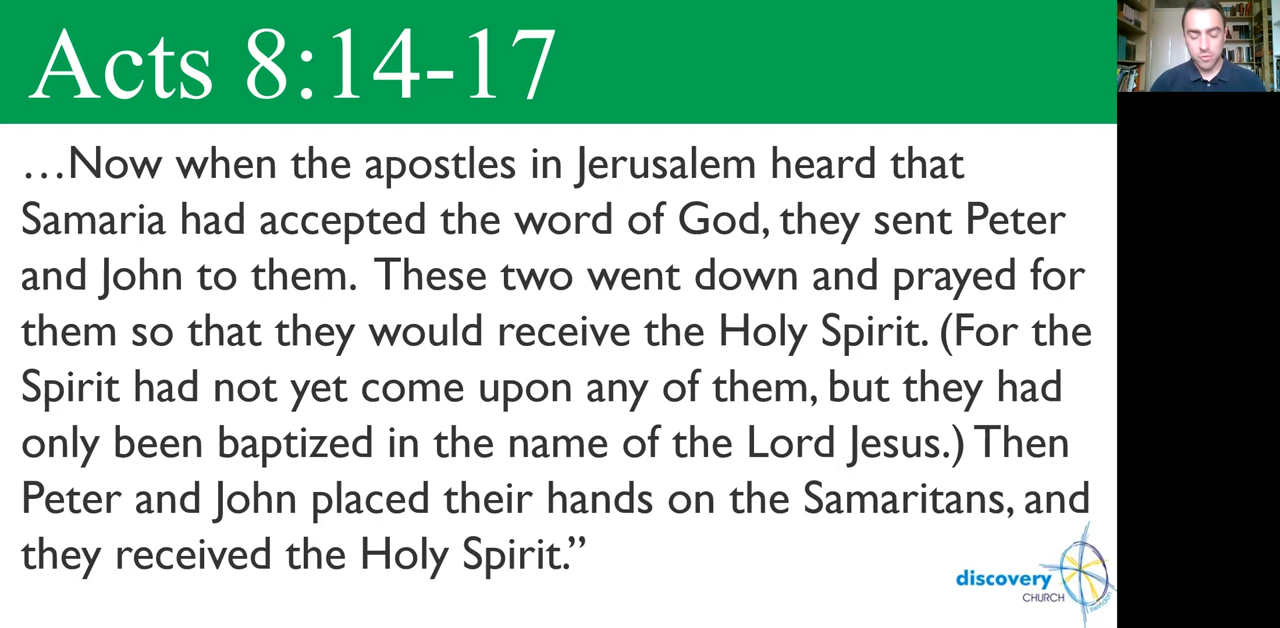 Acts 8:14-17
…Now when the apostles in Jerusalem heard that
Samaria had accepted the word of God, they sent Peter
and John to them. These two went down and prayed for
them so that they would receive the Holy Spirit. (For the
Spirit had not yet come upon any of them, but they had
only been baptized in the name of the Lord Jesus.) Then
Peter and John placed their hands on the Samaritans, and
they received the Holy Spirit.”
discovery
CHURCH